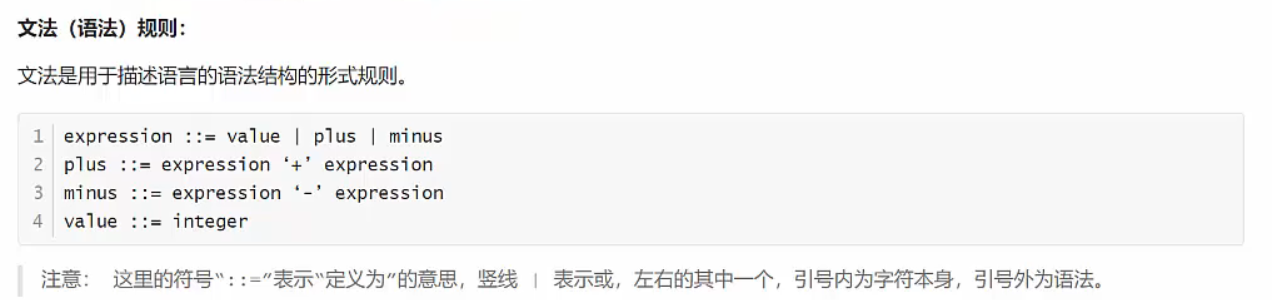 文法（语法）规则：
文法是用于描述语言的语法结构的形式规则。
1 expression ::= value | plus | minus
2 plus ::= expression ‘+’ expression
3 minus ::= expression ‘-’ expression
4 value ::= integer
注意： 这里的符号“::=”表示“定义为”的意思，竖线 | 表示或，左右的其中一个，引号内为字符本身，引号外为语法。